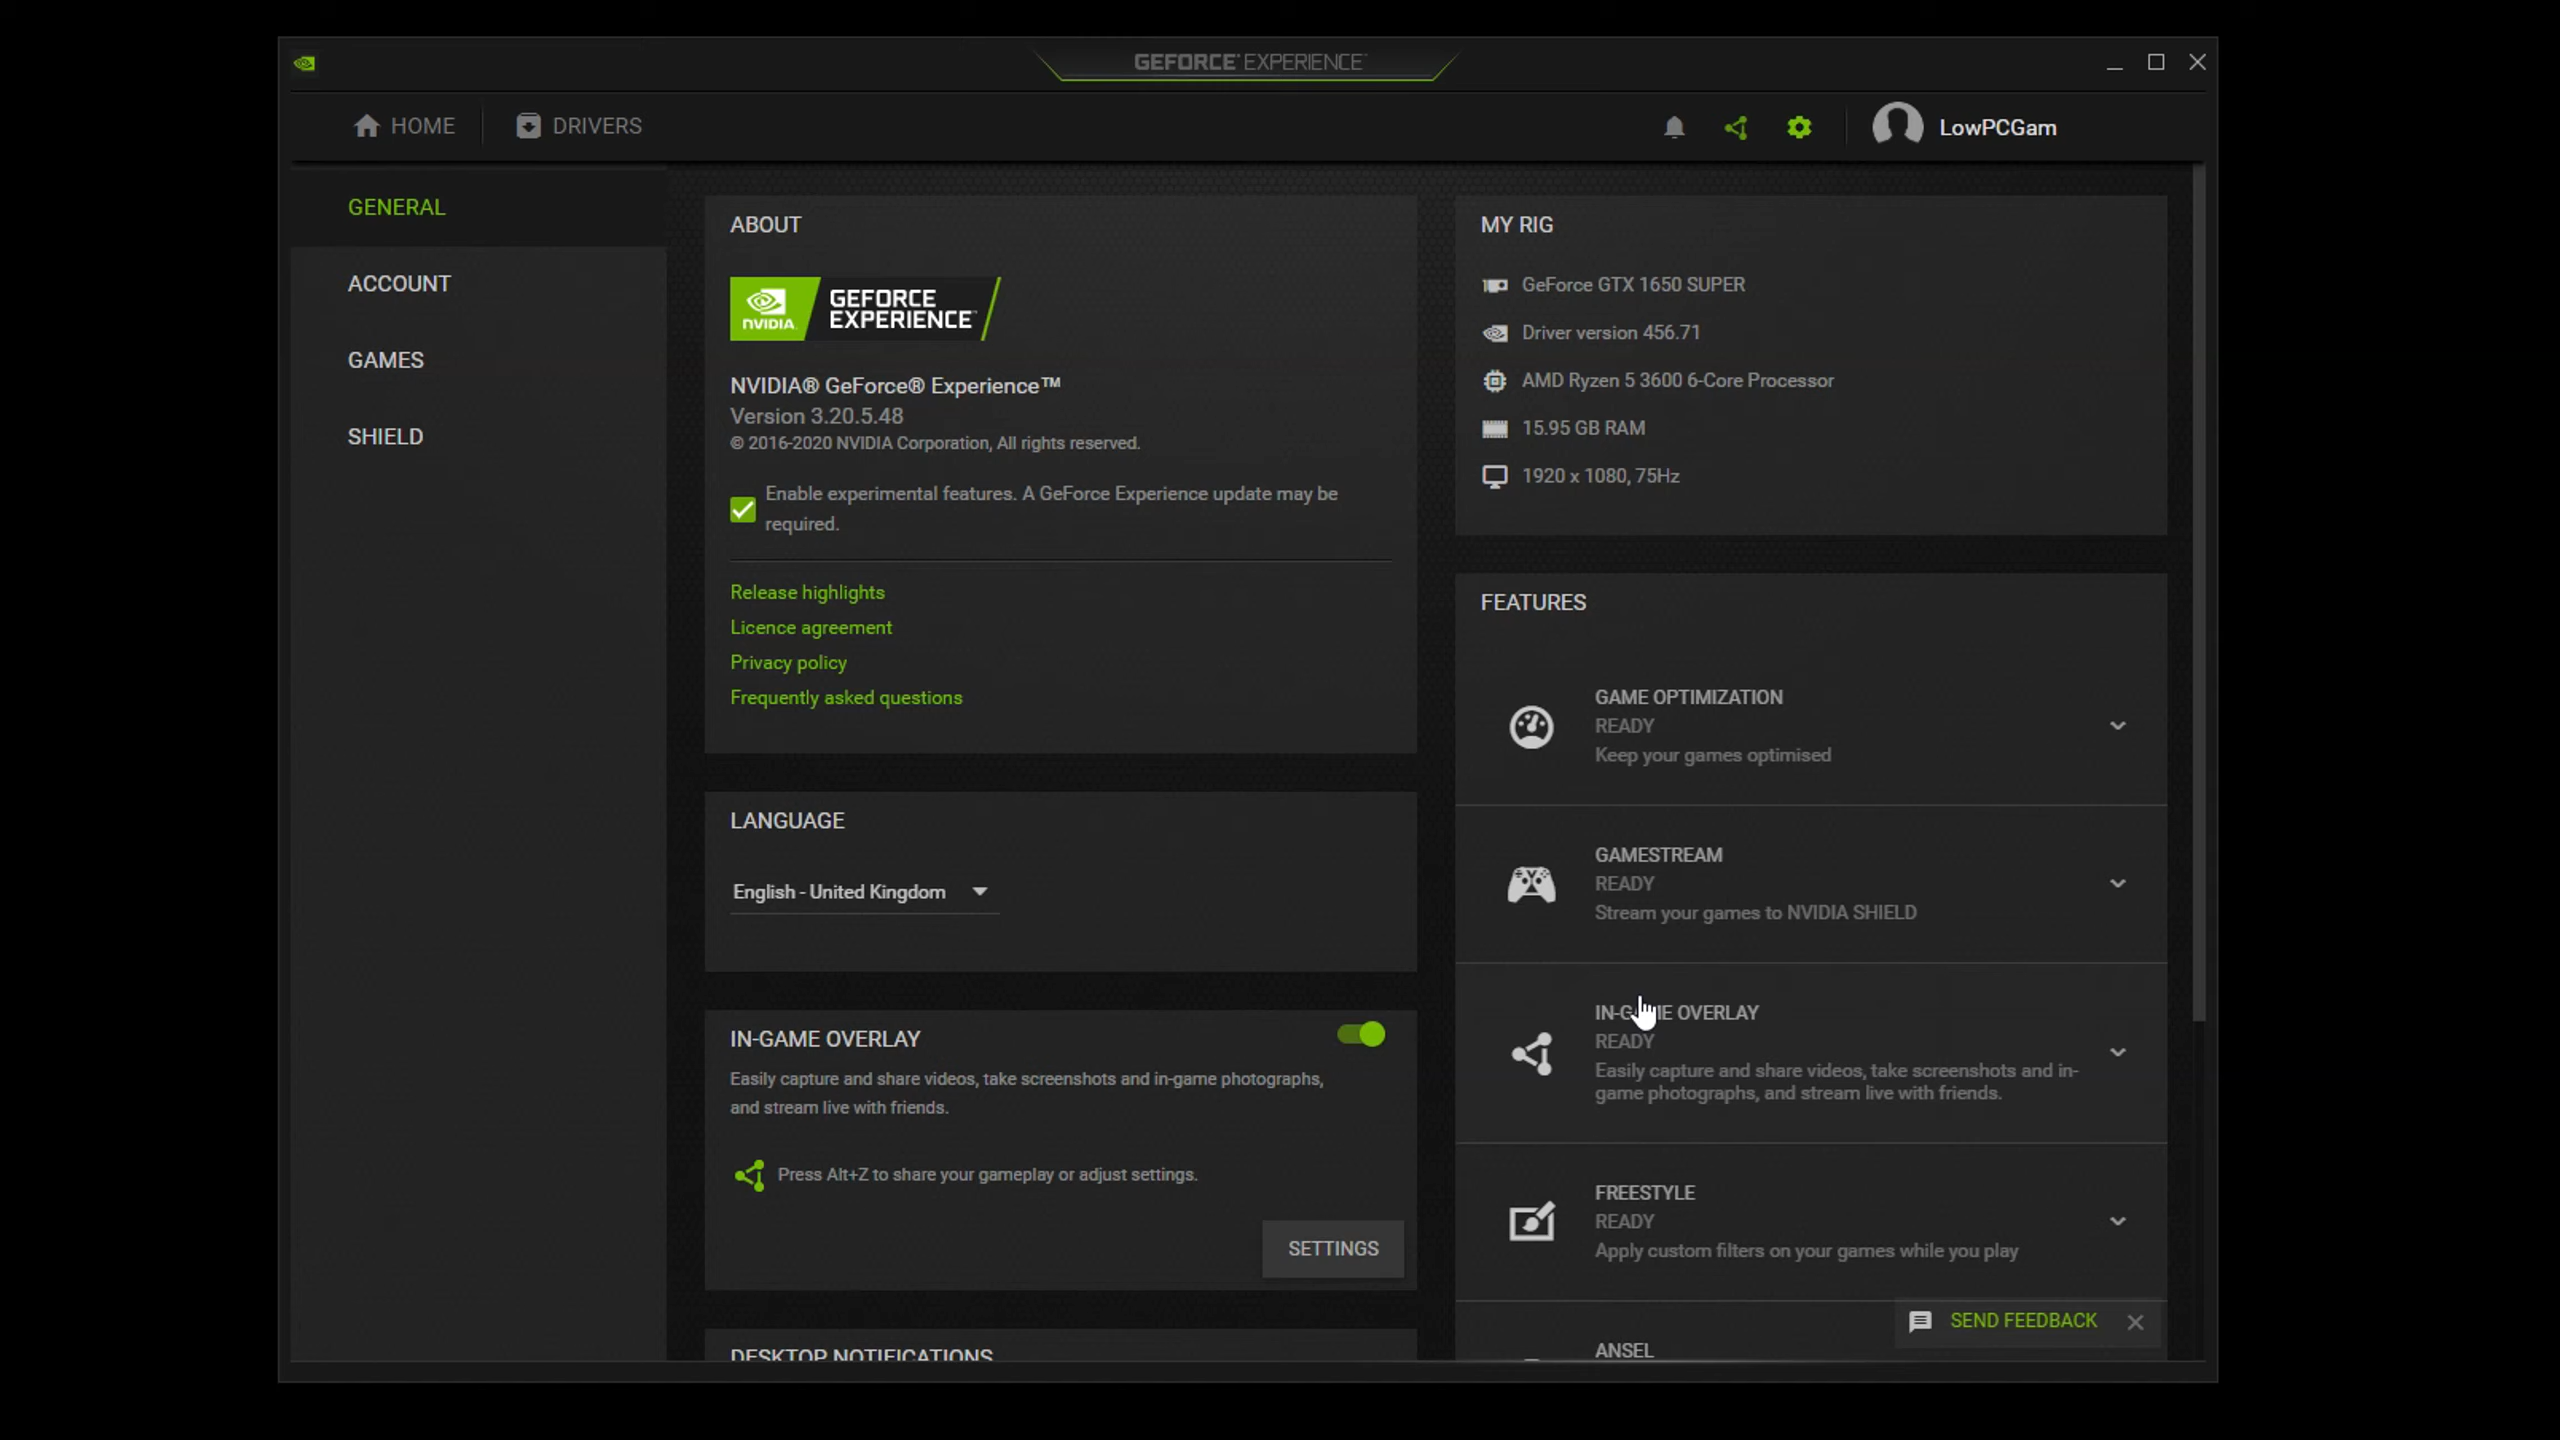 GEFORCE EXPERIENCE
HOME
DRIVERS
LowPCGam
GENERAL
ACCOUNT
GAMES
SHIELD
ABOUT
NVIDIA
GEFORCE
EXPERIENCE
NVIDIA® GeForce® Experience™
Version 3.20.5.48
© 2016-2020 NVIDIA Corporation, All rights reserved.
Enable experimental features. A GeForce Experience update may be
required.
Release highlights
Licence agreement
Privacy policy
Frequently asked questions
LANGUAGE
English - United Kingdom
IN-GAME OVERLAY
Easily capture and share videos, take screenshots and in-game photographs,
and stream live with friends.
Press Alt+Z to share your gameplay or adjust settings.
SETTINGS
DESKTOP NOTIFICATIONS
MY RIG
GeForce GTX 1650 SUPER
Driver version 456.71
AMD Ryzen 5 3600 6-Core Processor
15.95 GB RAM
1920 x 1080, 75Hz
FEATURES
GAME OPTIMIZATION
READY
Keep your games optimised
GAMESTREAM
READY
Stream your games to NVIDIA SHIELD
IN-GAME OVERLAY
READY
Easily capture and share videos, take screenshots and in-
game photographs, and stream live with friends.
FREESTYLE
READY
Apply custom filters on your games while you play
ANSEL
SEND FEEDBACK